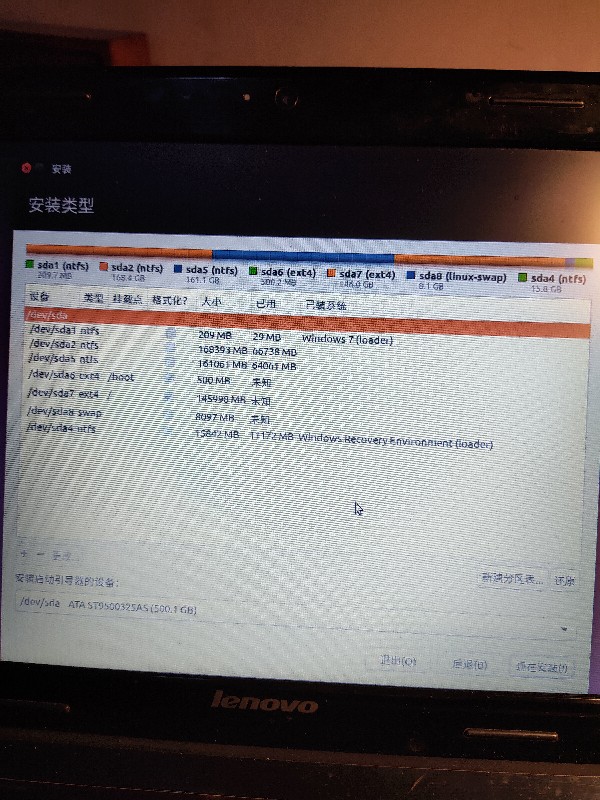 安装
安装类型
sda1 (ntfs) sda2 (ntfs) sda5 (ntfs) sda6 (ext4) sda7 (ext4) sda8 (linux-swap) sda4 (ntfs)
209.7 MB 168.4 GB 161.1 GB 500.2 MB 146.0 GB 8.1 GB 15.8 GB
设备 类型 挂载点 格式化? 大小 已用 已装系统
/dev/sda
/dev/sda1 ntfs 209 MB 29 MB Windows 7 (loader)
/dev/sda2 ntfs 168393 MB 66738 MB
/dev/sda5 ntfs 161061 MB 64061 MB
/dev/sda6 ext4 /boot 500 MB 未知
/dev/sda7 ext4 / 145998 MB 未知
/dev/sda8 swap 8097 MB 未知
/dev/sda4 ntfs 15842 MB 11172 MB Windows Recovery Environment (loader)
+ - 更改...
新建分区表... 还原
安装启动引导器的设备:
/dev/sda ATA ST9500325AS (500.1 GB)
退出(Q) 后退(B) 现在安装(I)
lenovo